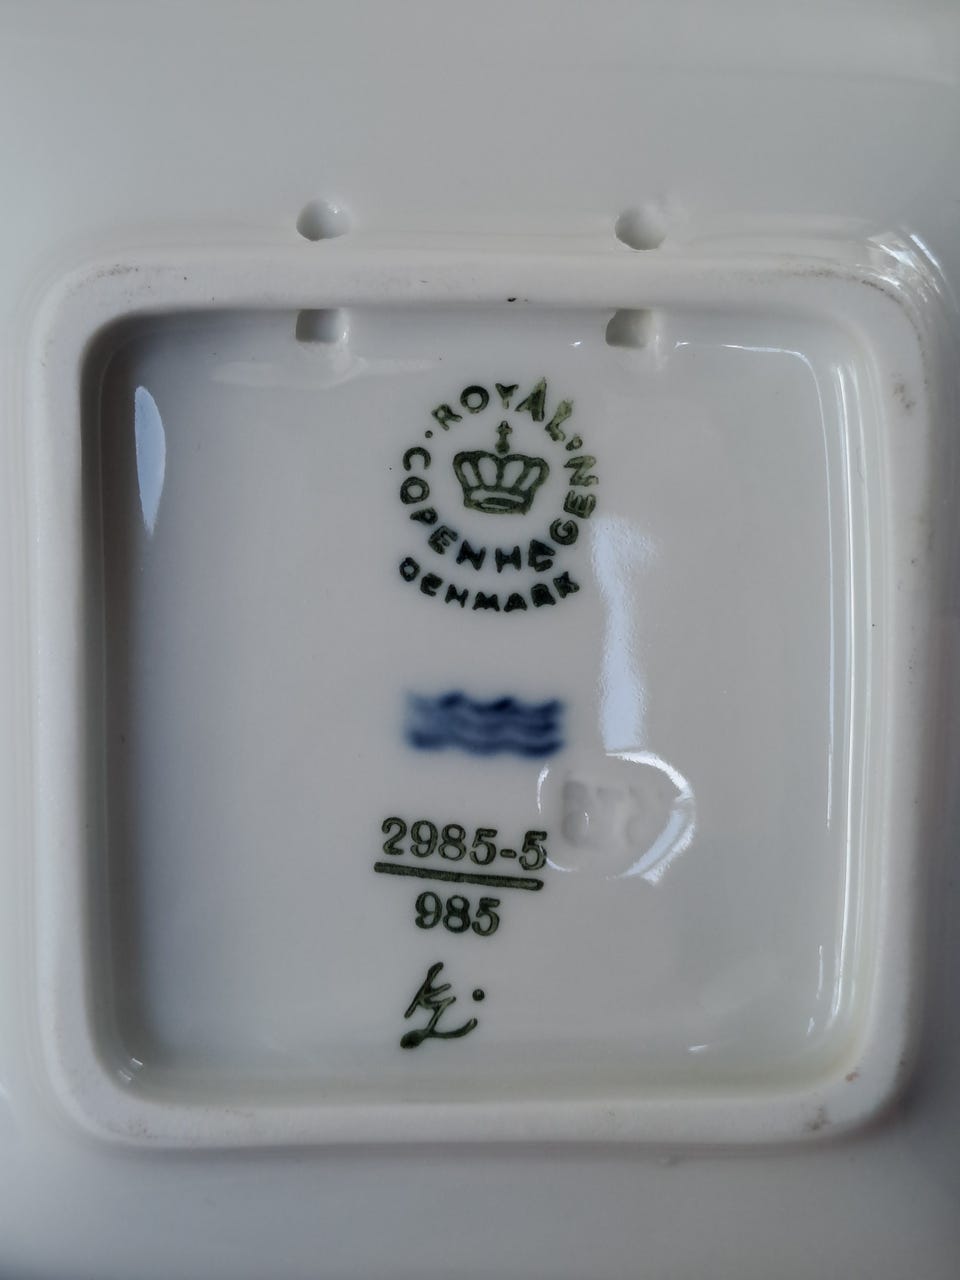 ROYAL·COPENHAGEN·
DENMARK
2985-5
985